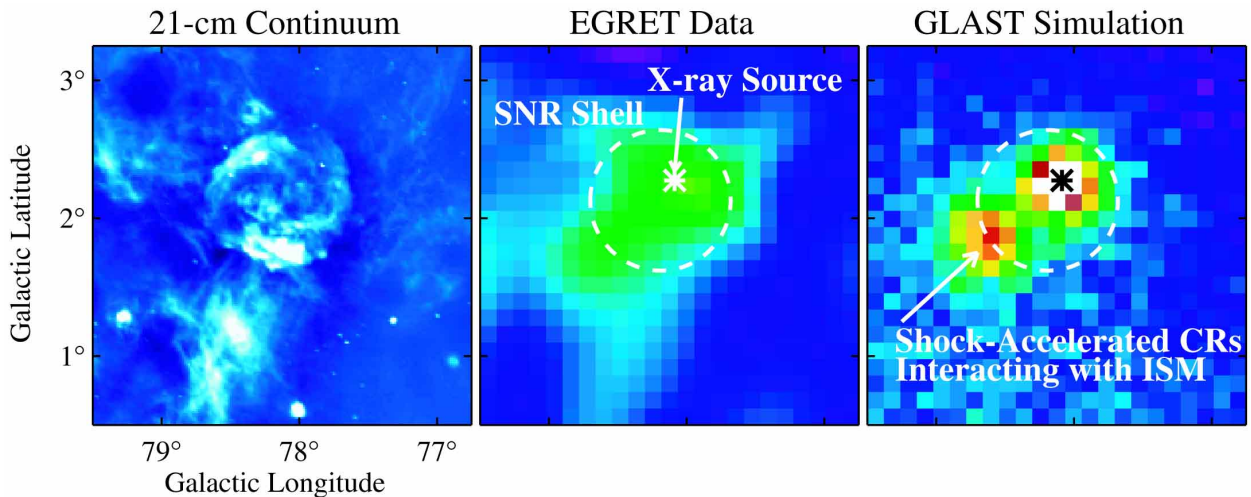 21-cm Continuum
EGRET Data
GLAST Simulation
Galactic Latitude
3°
2°
1°
79°
78°
77°
Galactic Longitude
X-ray Source
SNR Shell
Shock-Accelerated CRs
Interacting with ISM